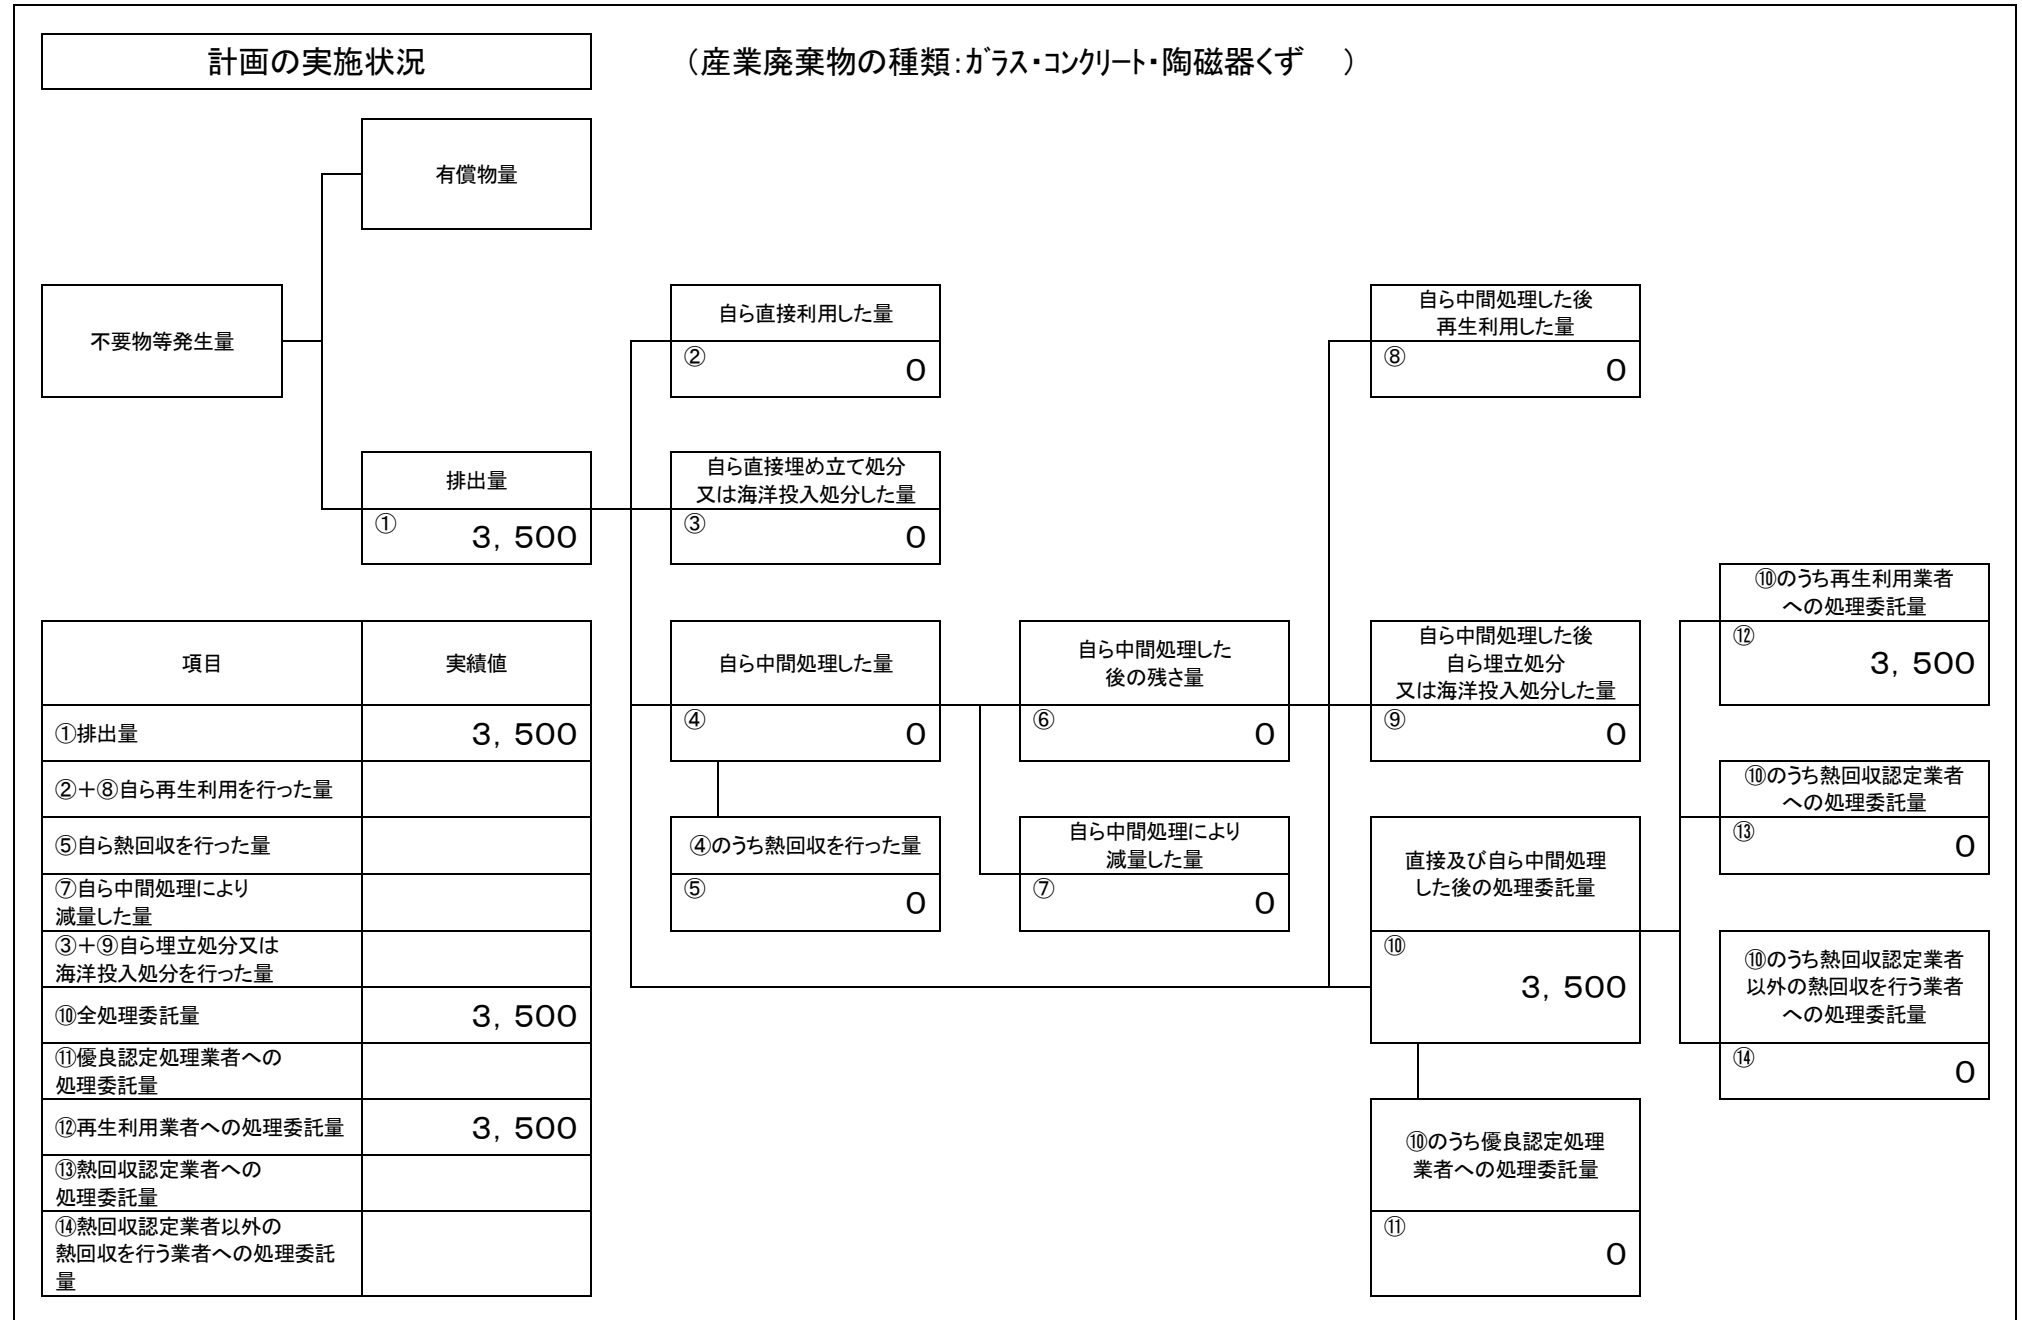 計画の実施状況
（産業廃棄物の種類：ｶﾞﾗｽ・ｺﾝｸﾘｰﾄ・陶磁器くず　）
有償物量
不要物等発生量
自ら直接利用した量
②
0
自ら中間処理した後
再生利用した量
⑧
0
排出量
①
3，500
自ら直接埋め立て処分
又は海洋投入処分した量
③
0
⑩のうち再生利用業者
への処理委託量
⑫
3，500
自ら中間処理した量
④
0
自ら中間処理した
後の残さ量
⑥
0
自ら中間処理した後
自ら埋立処分
又は海洋投入処分した量
⑨
0
⑩のうち熱回収認定業者
への処理委託量
⑬
0
④のうち熱回収を行った量
⑤
0
自ら中間処理により
減量した量
⑦
0
直接及び自ら中間処理
した後の処理委託量
⑩
3，500
⑩のうち熱回収認定業者
以外の熱回収を行う業者
への処理委託量
⑭
0
⑩のうち優良認定処理
業者への処理委託量
⑪
0
項目
実績値
①排出量
3，500
②＋⑧自ら再生利用を行った量
⑤自ら熱回収を行った量
⑦自ら中間処理により
減量した量
③＋⑨自ら埋立処分又は
海洋投入処分を行った量
⑩全処理委託量
3，500
⑪優良認定処理業者への
処理委託量
⑫再生利用業者への処理委託量
3，500
⑬熱回収認定業者への
処理委託量
⑭熱回収認定業者以外の
熱回収を行う業者への処理委託
量